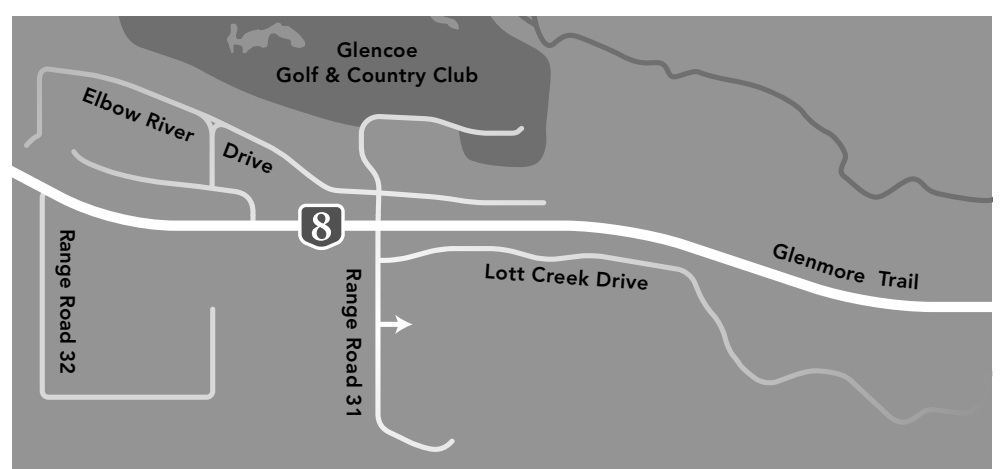 Glencoe
Golf & Country Club
Elbow River
Drive
8
Glenmore Trail
Lott Creek Drive
Range Road 32
Range Road 31